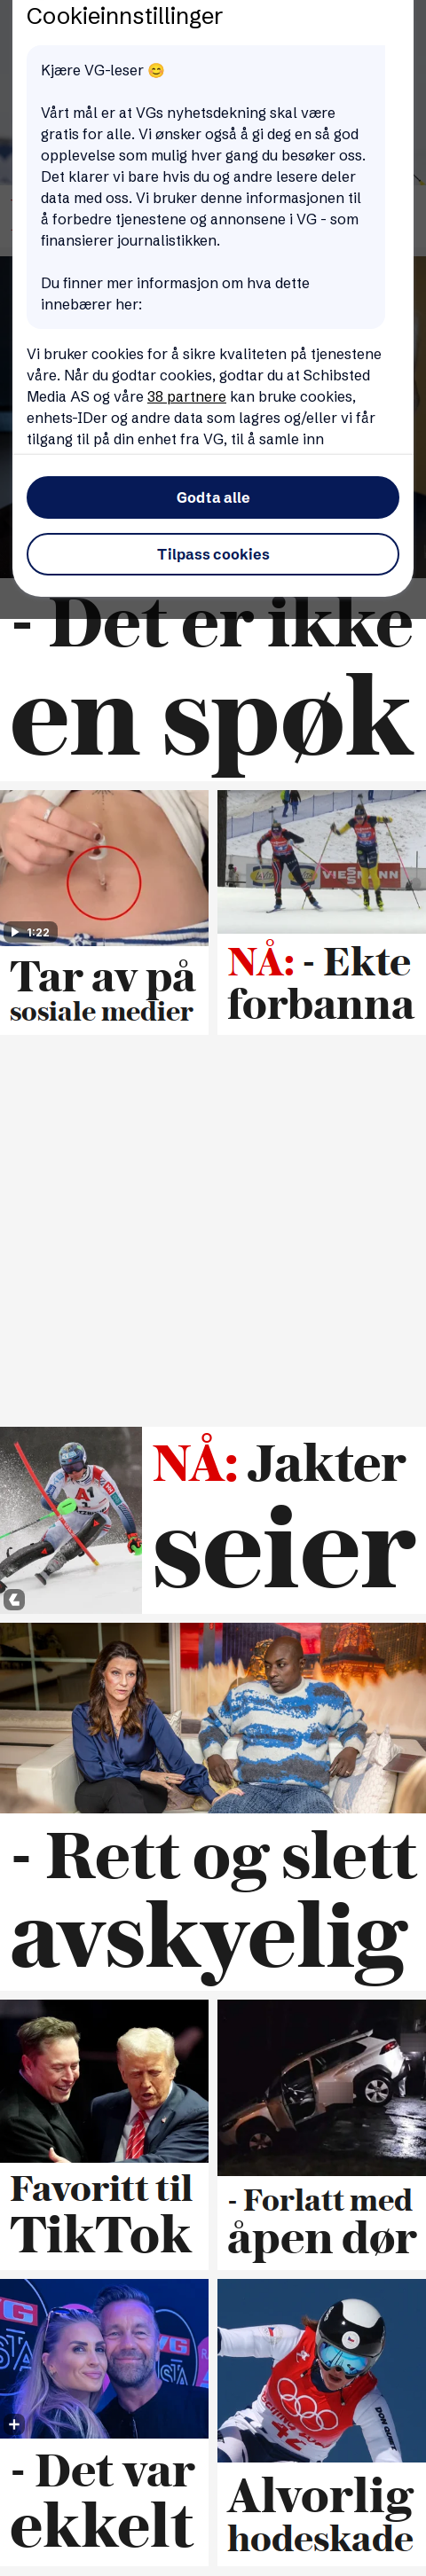 Cookieinnstillinger
Kjære VG-leser 😊
Vårt mål er at VGs nyhetsdekning skal være
gratis for alle. Vi ønsker også å gi deg en så god
opplevelse som mulig hver gang du besøker oss.
Det klarer vi bare hvis du og andre lesere deler
data med oss. Vi bruker denne informasjonen til
å forbedre tjenestene og annonsene i VG - som
finansierer journalistikken.
Du finner mer informasjon om hva dette
innebærer her:
Vi bruker cookies for å sikre kvaliteten på tjenestene
våre. Når du godtar cookies, godtar du at Schibsted
Media AS og våre 38 partnere kan bruke cookies,
enhets-IDer og andre data som lagres og/eller vi får
tilgang til på din enhet fra VG, til å samle inn
Godta alle
Tilpass cookies
- Det er ikke
en spøk
1:22
VIESMANN
Tar av på
sosiale medier
NÅ: - Ekte
forbanna
NÅ: Jakter
seier
- Rett og slett
avskyelig
Favoritt til
TikTok
- Forlatt med
åpen dør
VG
- Det var
ekkelt
Alvorlig
hodeskade